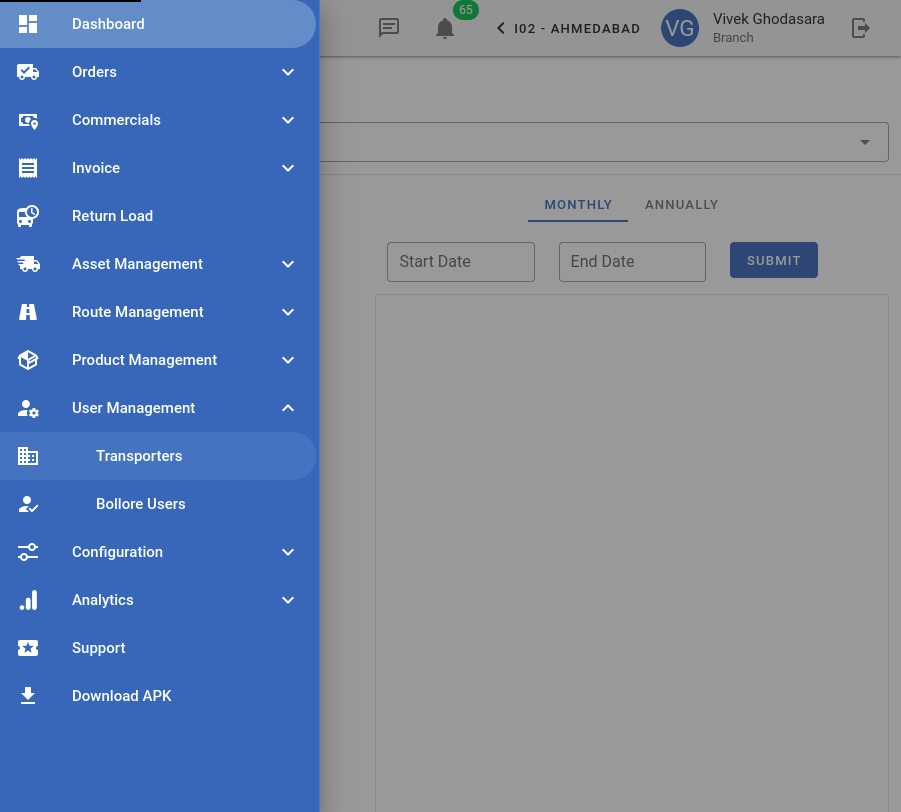 Dashboard
Orders
Commercials
Invoice
Return Load
Asset Management
Route Management
Product Management
User Management
Transporters
Bollore Users
Configuration
Analytics
Support
Download APK
65
I02 - AHMEDABAD
VG
Vivek Ghodasara
Branch
MONTHLY ANNUALLY
Start Date End Date SUBMIT